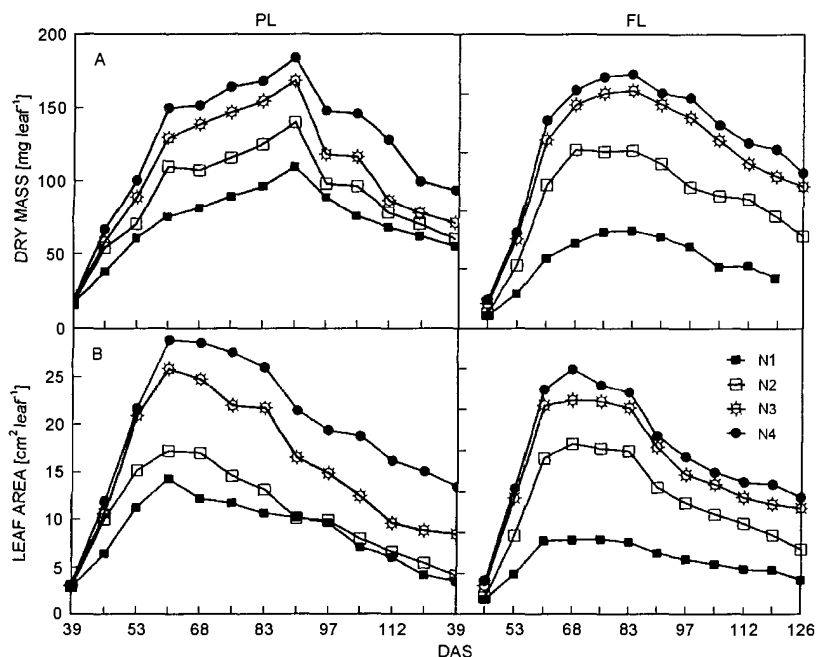 PL
FL
A
DRY MASS [mg leaf⁻¹]
200
150
100
50
0
B
LEAF AREA [cm² leaf⁻¹]
25
20
15
10
5
0
N1
N2
N3
N4
39 53 68 83 97 112 39 53 68 83 97 112 126
DAS